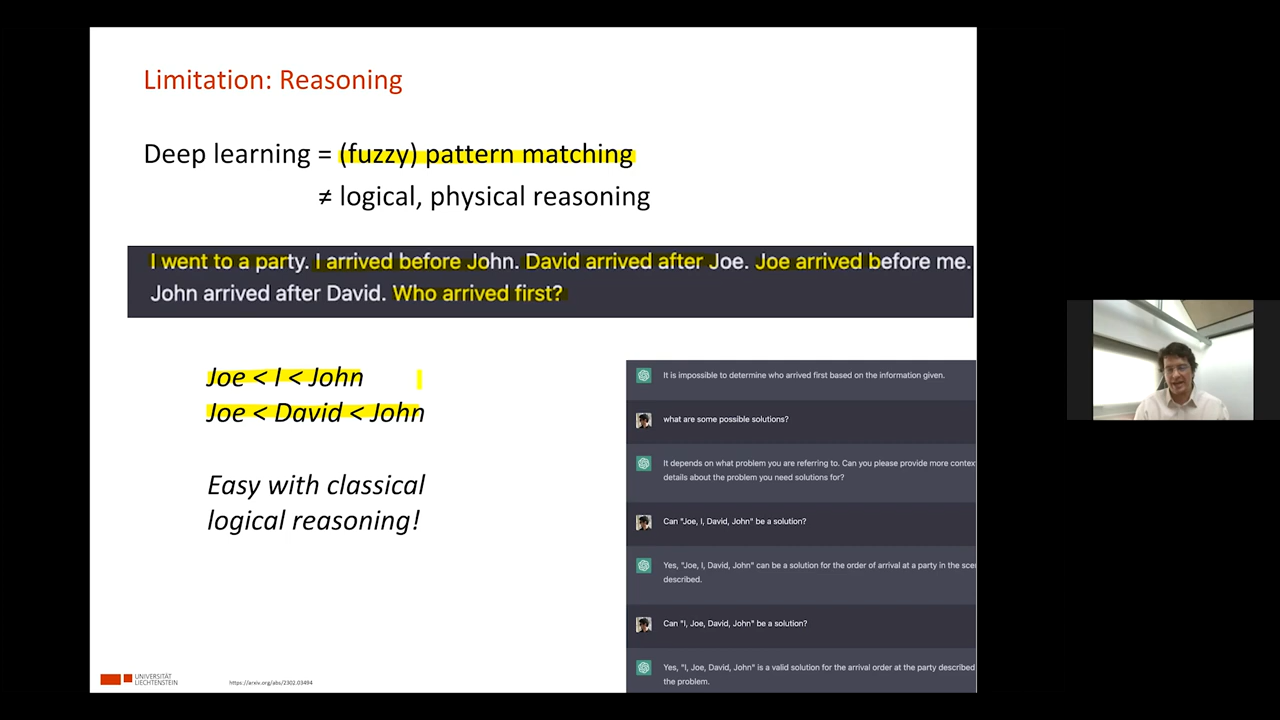 Limitation: Reasoning
Deep learning = (fuzzy) pattern matching
≠ logical, physical reasoning
I went to a party. I arrived before John. David arrived after Joe. Joe arrived before me.
John arrived after David. Who arrived first?
Joe < I < John
Joe < David < John
Easy with classical
logical reasoning!
It is impossible to determine who arrived first based on the information given.
what are some possible solutions?
It depends on what problem you are referring to. Can you please provide more contex
details about the problem you need solutions for?
Can "Joe, I, David, John" be a solution?
Yes, "Joe, I, David, John" can be a solution for the order of arrival at a party in the sce
described.
Can "I, Joe, David, John" be a solution?
Yes, "I, Joe, David, John" is a valid solution for the arrival order at the party described
the problem.
UNIVERSITÄT
LIECHTENSTEIN
https://arxiv.org/abs/2302.03494